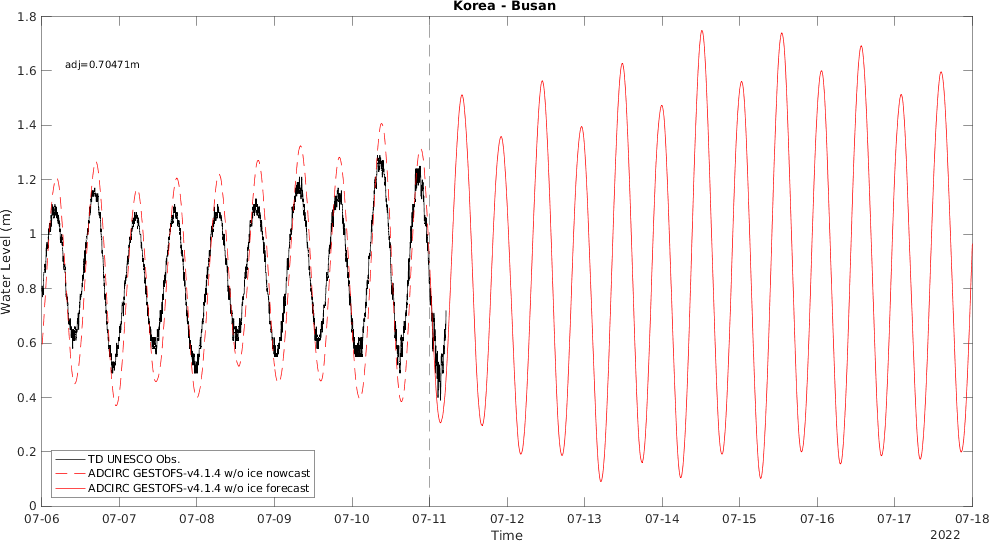 Korea - Busan
1.8
adj=0.70471m
1.6
1.4
1.2
1
0.8
0.6
0.4
0.2
0
Water Level (m)
TD UNESCO Obs.
ADCIRC GESTOFS-v4.1.4 w/o ice nowcast
ADCIRC GESTOFS-v4.1.4 w/o ice forecast
07-06 07-07 07-08 07-09 07-10 07-11 07-12 07-13 07-14 07-15 07-16 07-17 07-18
Time
2022